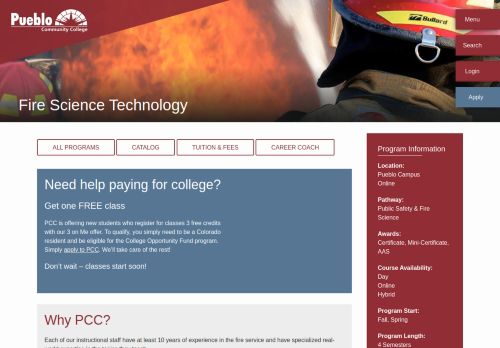 Pueblo
Community College
Bullard
Menu
Search
Login
Apply
Fire Science Technology
ALL PROGRAMS
CATALOG
TUITION & FEES
CAREER COACH
Need help paying for college?
Get one FREE class
PCC is offering new students who register for classes 3 free credits
with our 3 on Me offer. To qualify, you simply need to be a Colorado
resident and be eligible for the College Opportunity Fund program.
Simply apply to PCC. We'll take care of the rest!
Don't wait – classes start soon!
Why PCC?
Each of our instructional staff have at least 10 years of experience in the fire service and have specialized real-
Program Information
Location:
Pueblo Campus
Online
Pathway:
Public Safety & Fire
Science
Awards:
Certificate, Mini-Certificate,
AAS
Course Availability:
Day
Online
Hybrid
Program Start:
Fall, Spring
Program Length:
4 Semesters